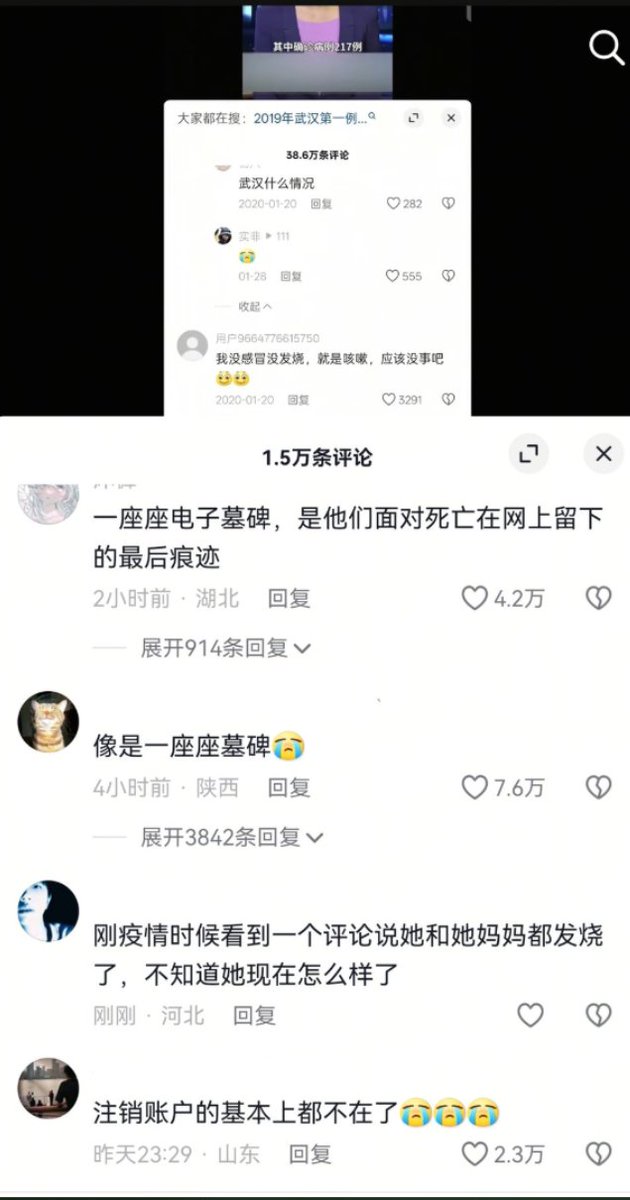 其中确诊病例217例
大家都在搜：2019年武汉第一例...
38.6万条评论
武汉什么情况
2020-01-20 回复 282
实非 ▶ 111
😭
01-28 回复 555
收起
用户9664776615750
我没感冒没发烧，就是咳嗽，应该没事吧
🥹🥹
2020-01-20 回复 3291
1.5万条评论
一座座电子墓碑，是他们面对死亡在网上留下
的最后痕迹
2小时前 · 湖北 回复 4.2万
展开914条回复
像是一座座墓碑😭
4小时前 · 陕西 回复 7.6万
展开3842条回复
刚疫情时候看到一个评论说她和她妈妈都发烧
了，不知道她现在怎么样了
刚刚 · 河北 回复
注销账户的基本上都不在了😭😭😭
昨天23:29 · 山东 回复 2.3万